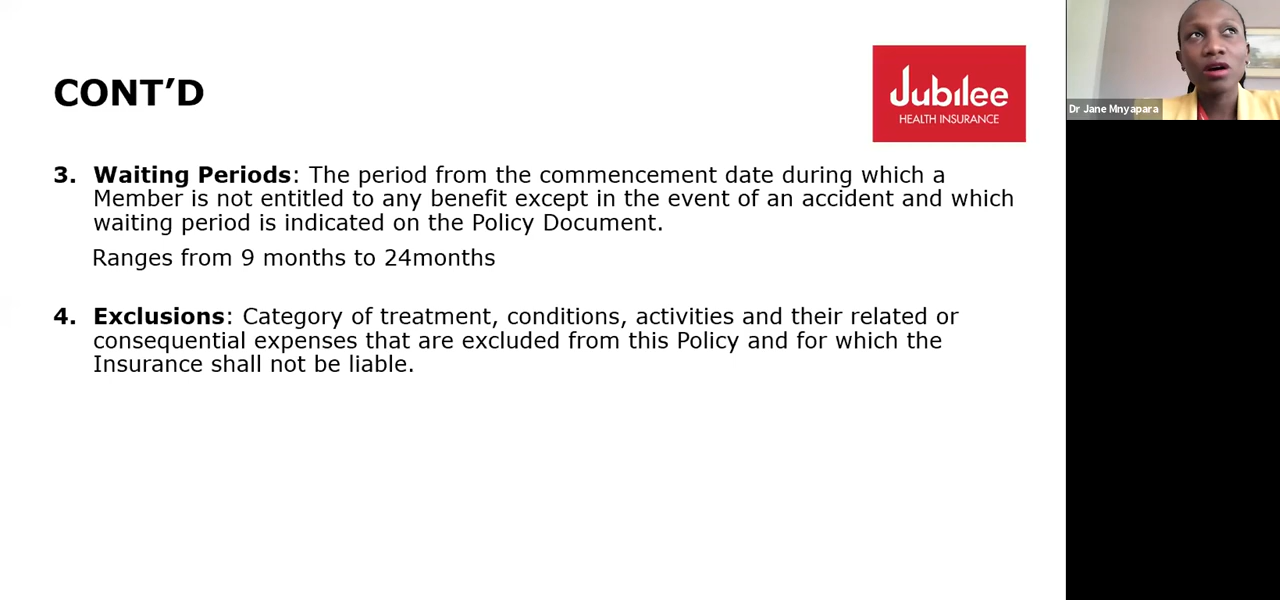 CONT’D
Jubilee
HEALTH INSURANCE
Dr Jane Mnyapara
3. Waiting Periods: The period from the commencement date during which a
Member is not entitled to any benefit except in the event of an accident and which
waiting period is indicated on the Policy Document.
Ranges from 9 months to 24months
4. Exclusions: Category of treatment, conditions, activities and their related or
consequential expenses that are excluded from this Policy and for which the
Insurance shall not be liable.